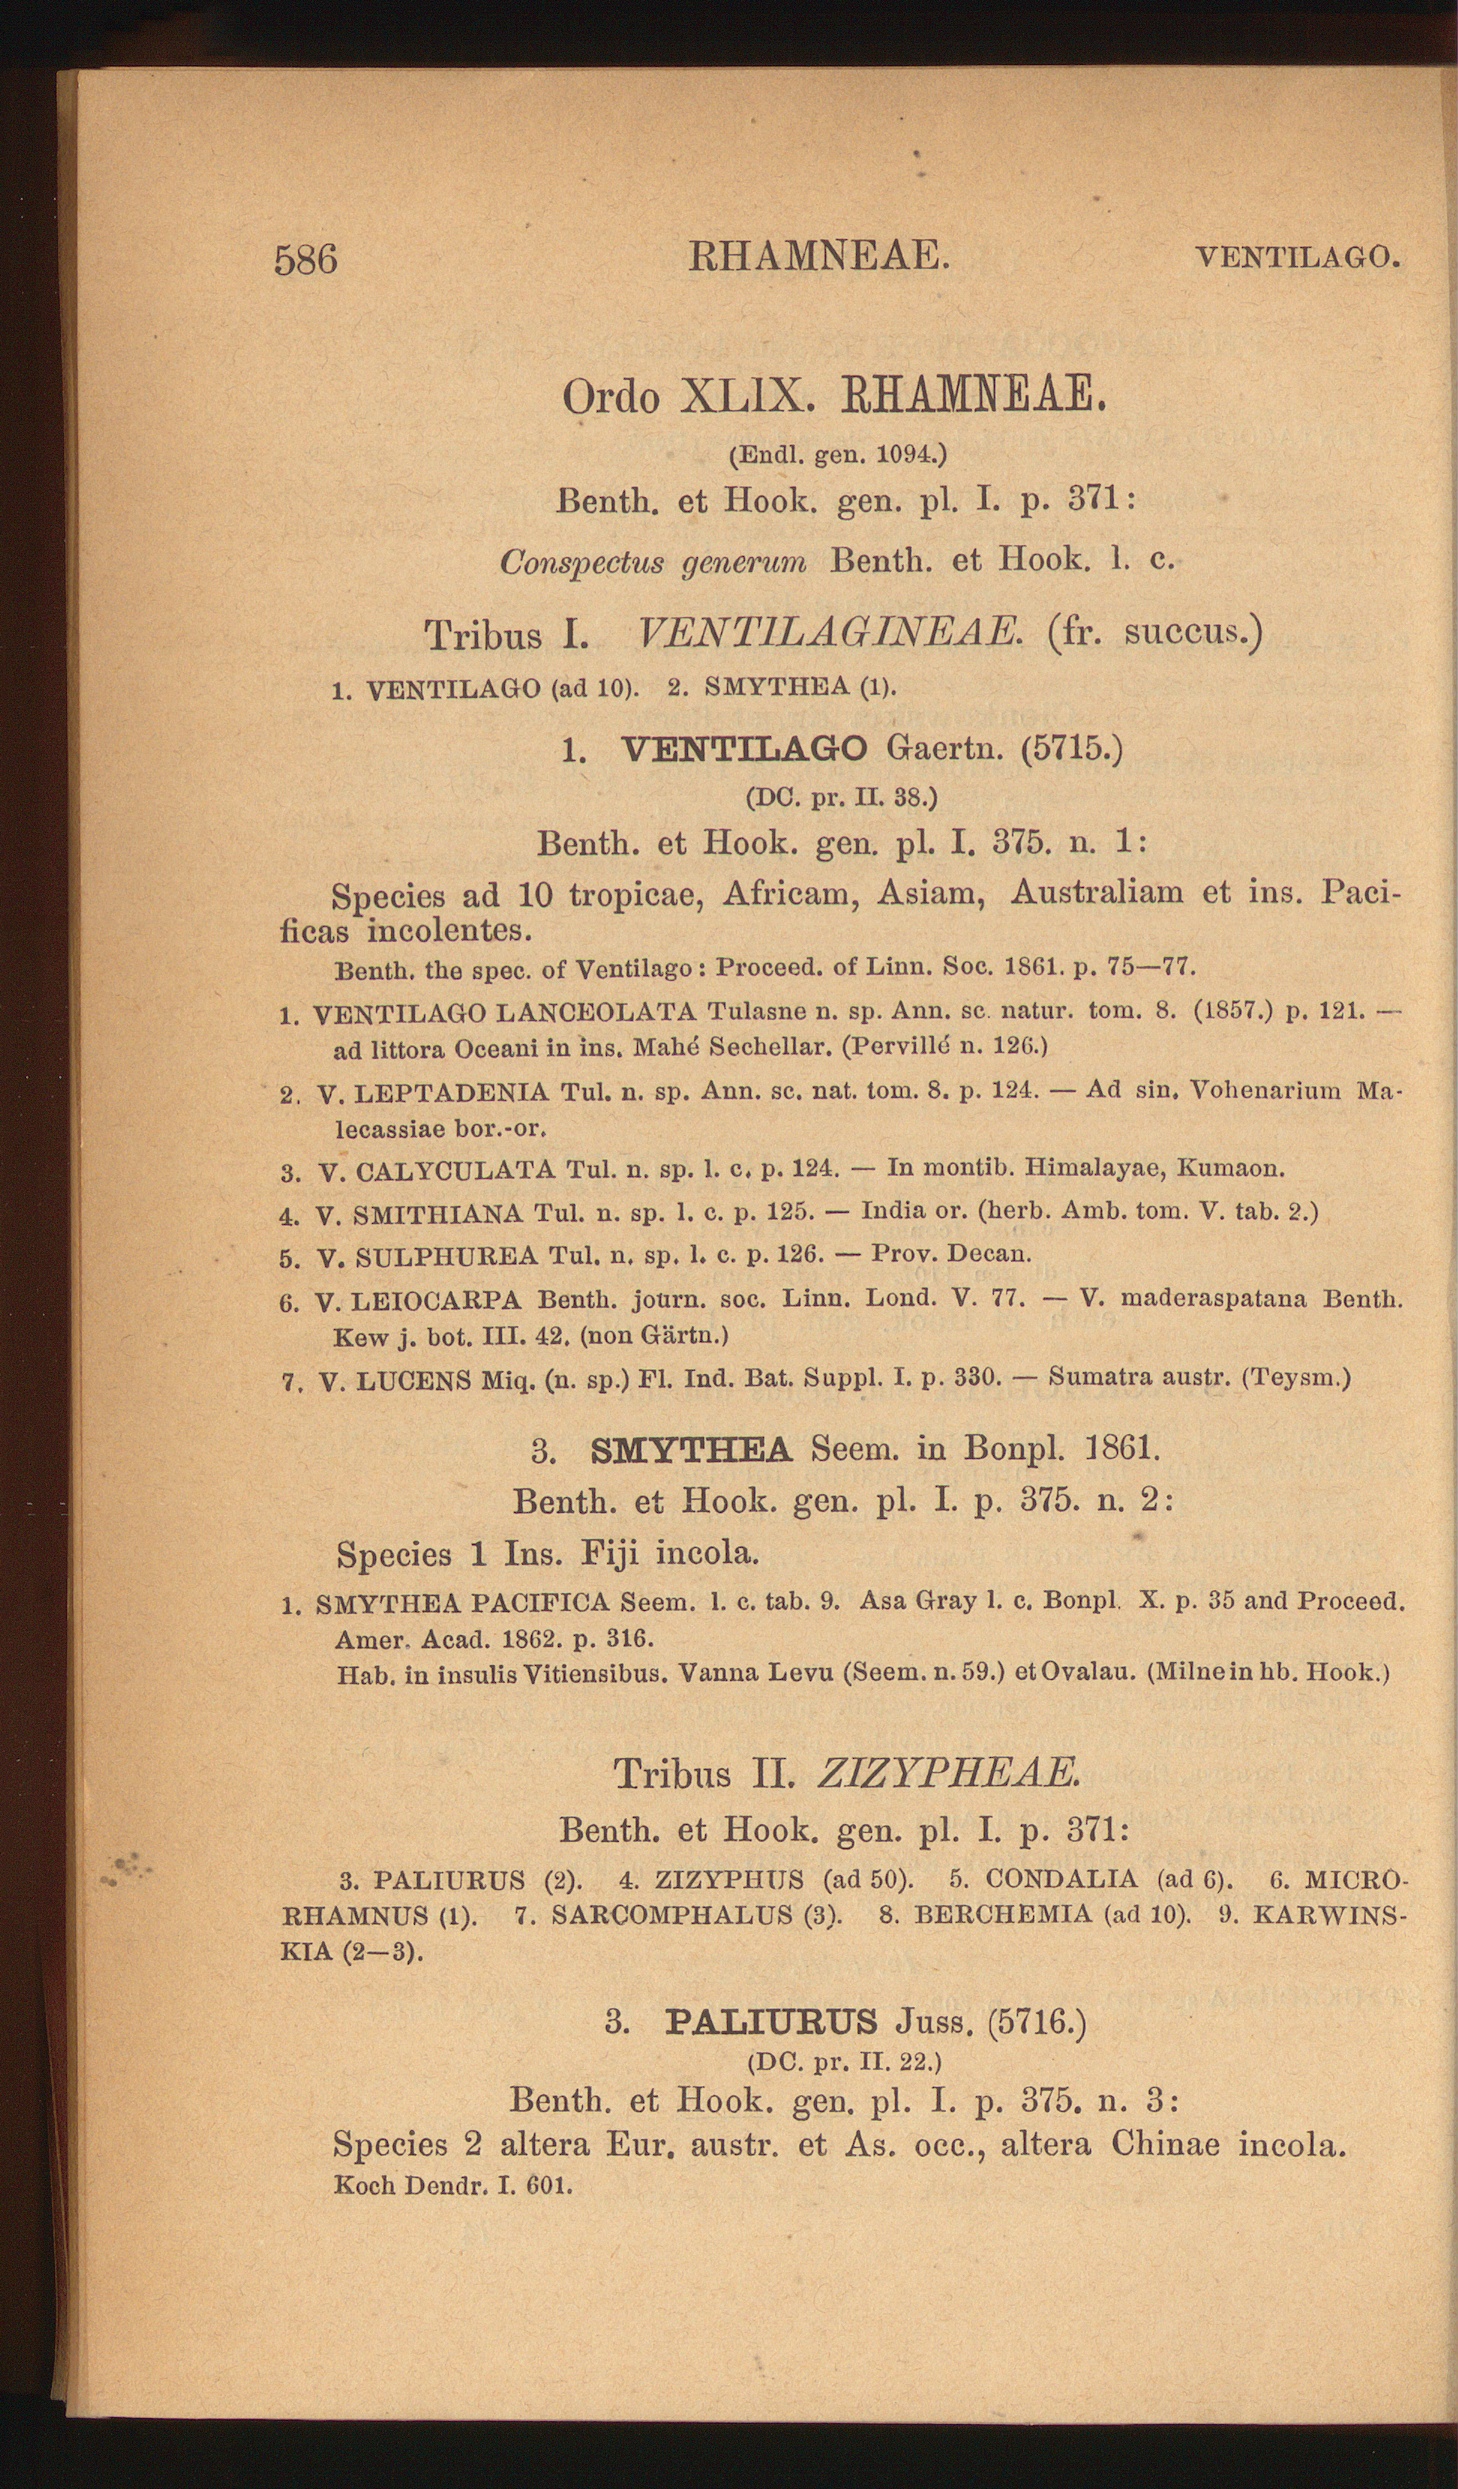 586 RHAMNEAE. VENTILAGO.
Ordo XLIX. RHAMNEAE.
(Endl. gen. 1094.)
Benth. et Hook. gen. pl. I. p. 371:
Conspectus generum Benth. et Hook. l. c.
Tribus I. VENTILAGINEAE. (fr. succus.)
1. VENTILAGO (ad 10). 2. SMYTHEA (1).
1. VENTILAGO Gaertn. (5715.)
(DC. pr. II. 38.)
Benth. et Hook. gen. pl. I. 375. n. 1:
Species ad 10 tropicae, Africam, Asiam, Australiam et ins. Paci-
ficas incolentes.
Benth. the spec. of Ventilago: Proceed. of Linn. Soc. 1861. p. 75—77.
1. VENTILAGO LANCEOLATA Tulasne n. sp. Ann. sc. natur. tom. 8. (1857.) p. 121. —
ad littora Oceani in ins. Mahé Sechellar. (Pervillé n. 126.)
2. V. LEPTADENIA Tul. n. sp. Ann. sc. nat. tom. 8. p. 124. — Ad sin. Vohenarium Ma-
lecassiae bor.-or.
3. V. CALYCULATA Tul. n. sp. l. c. p. 124. — In montib. Himalayae, Kumaon.
4. V. SMITHIANA Tul. n. sp. l. c. p. 125. — India or. (herb. Amb. tom. V. tab. 2.)
5. V. SULPHUREA Tul. n. sp. l. c. p. 126. — Prov. Decan.
6. V. LEIOCARPA Benth. journ. soc. Linn. Lond. V. 77. — V. maderaspatana Benth.
Kew j. bot. III. 42. (non Gärtn.)
7. V. LUCENS Miq. (n. sp.) Fl. Ind. Bat. Suppl. I. p. 330. — Sumatra austr. (Teysm.)
3. SMYTHEA Seem. in Bonpl. 1861.
Benth. et Hook. gen. pl. I. p. 375. n. 2:
Species 1 Ins. Fiji incola.
1. SMYTHEA PACIFICA Seem. l. c. tab. 9. Asa Gray l. c. Bonpl. X. p. 35 and Proceed.
Amer. Acad. 1862. p. 316.
Hab. in insulis Vitiensibus. Vanna Levu (Seem. n. 59.) et Ovalau. (Milne in hb. Hook.)
Tribus II. ZIZYPHEAE.
Benth. et Hook. gen. pl. I. p. 371:
3. PALIURUS (2). 4. ZIZYPHUS (ad 50). 5. CONDALIA (ad 6). 6. MICRO-
RHAMNUS (1). 7. SARCOMPHALUS (3). 8. BERCHEMIA (ad 10). 9. KARWINS-
KIA (2—3).
3. PALIURUS Juss. (5716.)
(DC. pr. II. 22.)
Benth. et Hook. gen. pl. I. p. 375. n. 3:
Species 2 altera Eur. austr. et As. occ., altera Chinae incola.
Koch Dendr. I. 601.